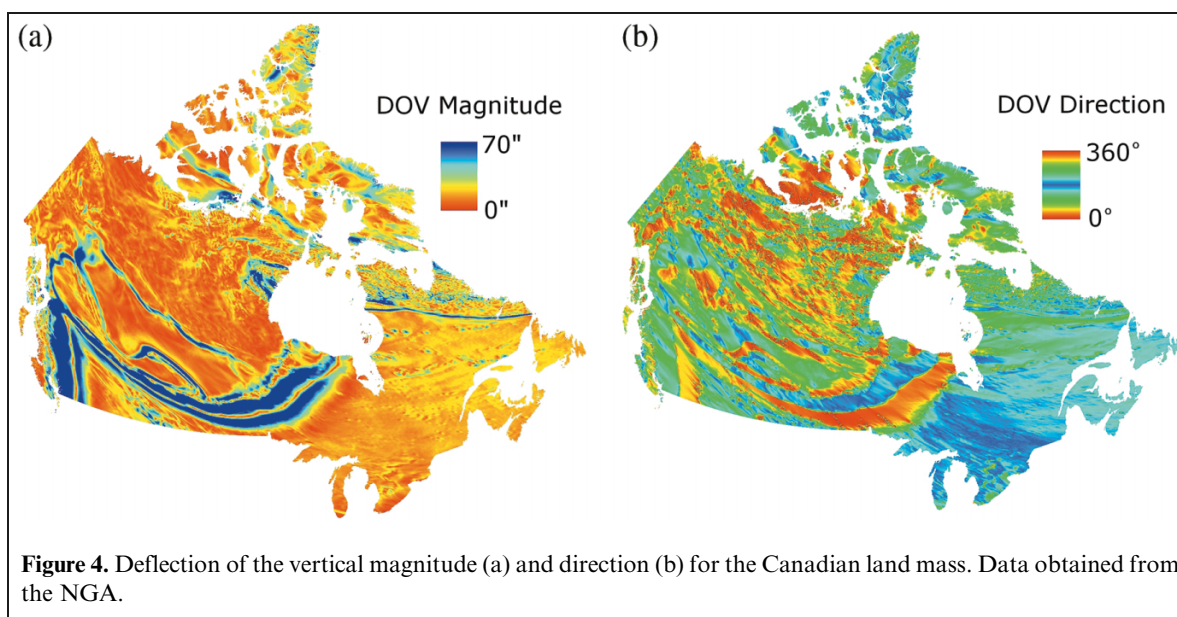 (a)
DOV Magnitude
70"
0"
(b)
DOV Direction
360°
0°
Figure 4. Deflection of the vertical magnitude (a) and direction (b) for the Canadian land mass. Data obtained from
the NGA.